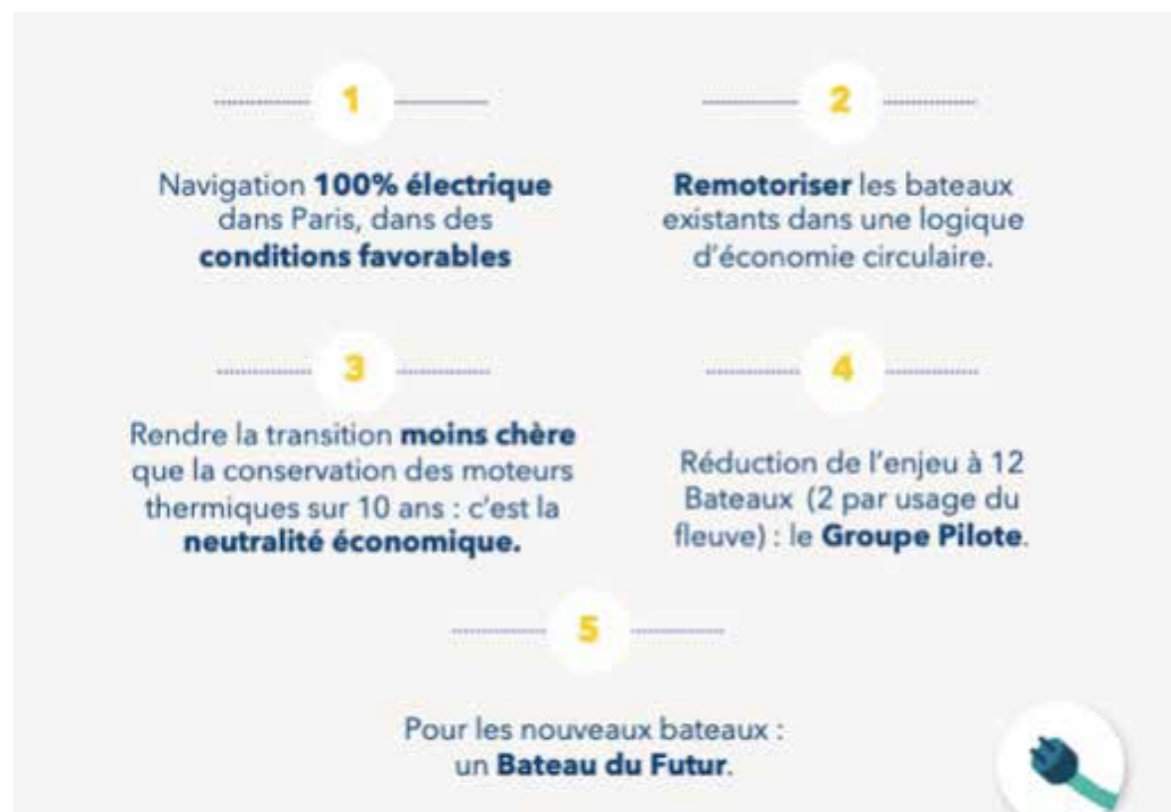 1
Navigation 100% électrique
dans Paris, dans des
conditions favorables
2
Remotoriser les bateaux
existants dans une logique
d'économie circulaire.
3
Rendre la transition moins chère
que la conservation des moteurs
thermiques sur 10 ans : c'est la
neutralité économique.
4
Réduction de l'enjeu à 12
Bateaux (2 par usage du
fleuve) : le Groupe Pilote.
5
Pour les nouveaux bateaux :
un Bateau du Futur.